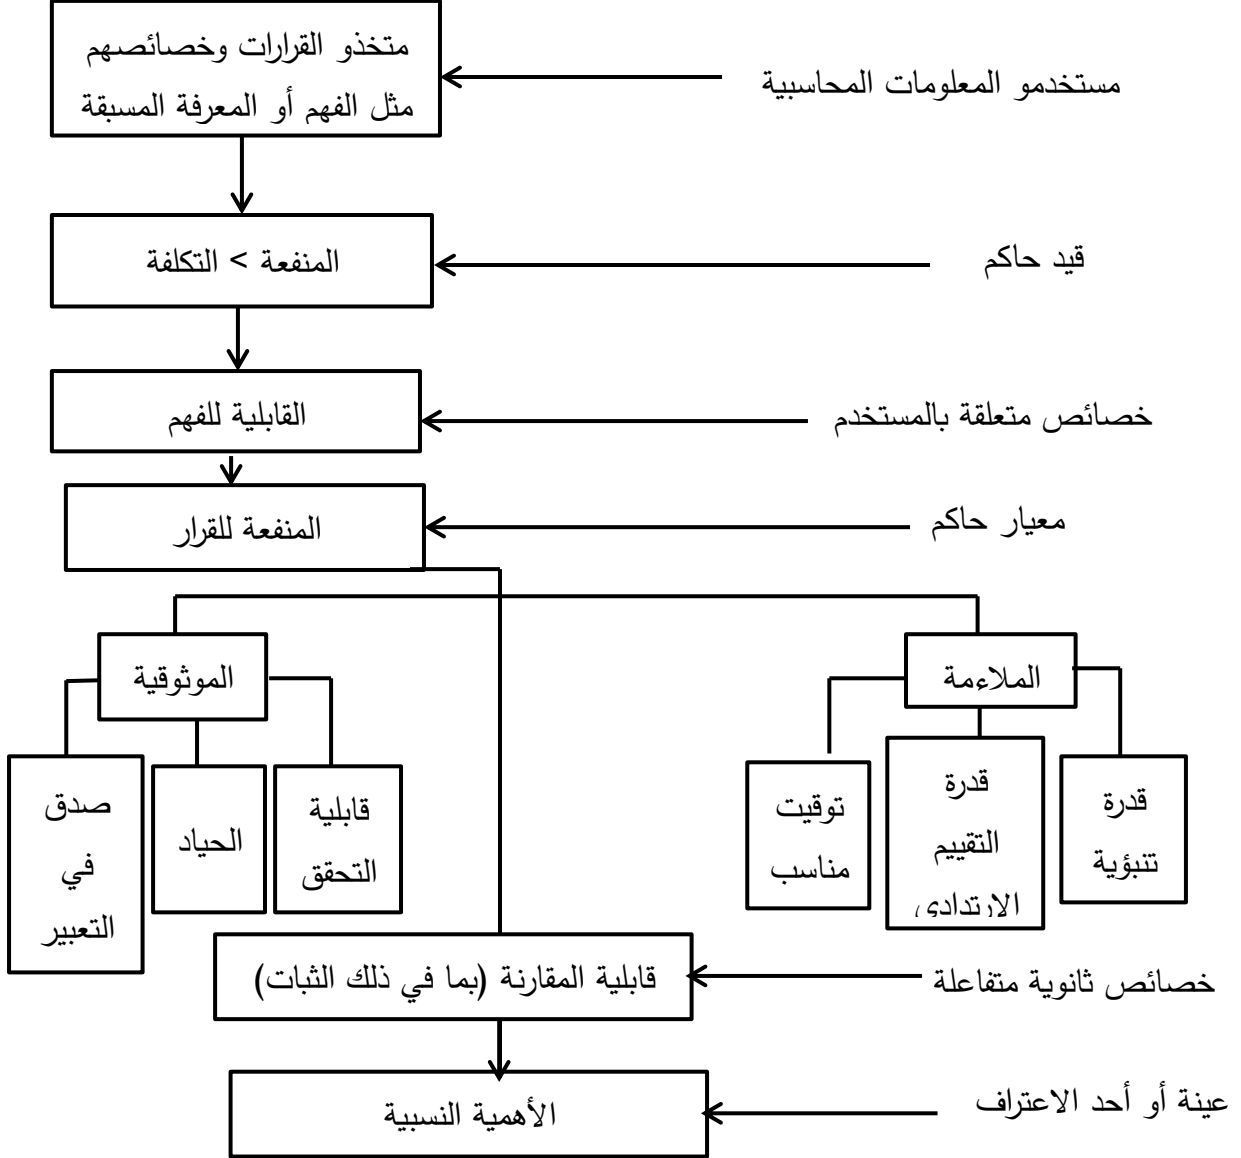 متخذو القرارات وخصائصهم
مثل الفهم أو المعرفة المسبقة
مستخدمو المعلومات المحاسبية
المنفعة > التكلفة
قيد حاكم
القابلية للفهم
خصائص متعلقة بالمستخدم
المنفعة للقرار
معيار حاكم
الملاءمة
الموثوقية
قدرة
تنبؤية
قدرة
التقييم
الارتدادى
توقيت
مناسب
قابلية
التحقق
الحياد
صدق
في
التعبير
قابلية المقارنة (بما في ذلك الثبات)
خصائص ثانوية متفاعلة
الأهمية النسبية
عينة أو أحد الاعتراف